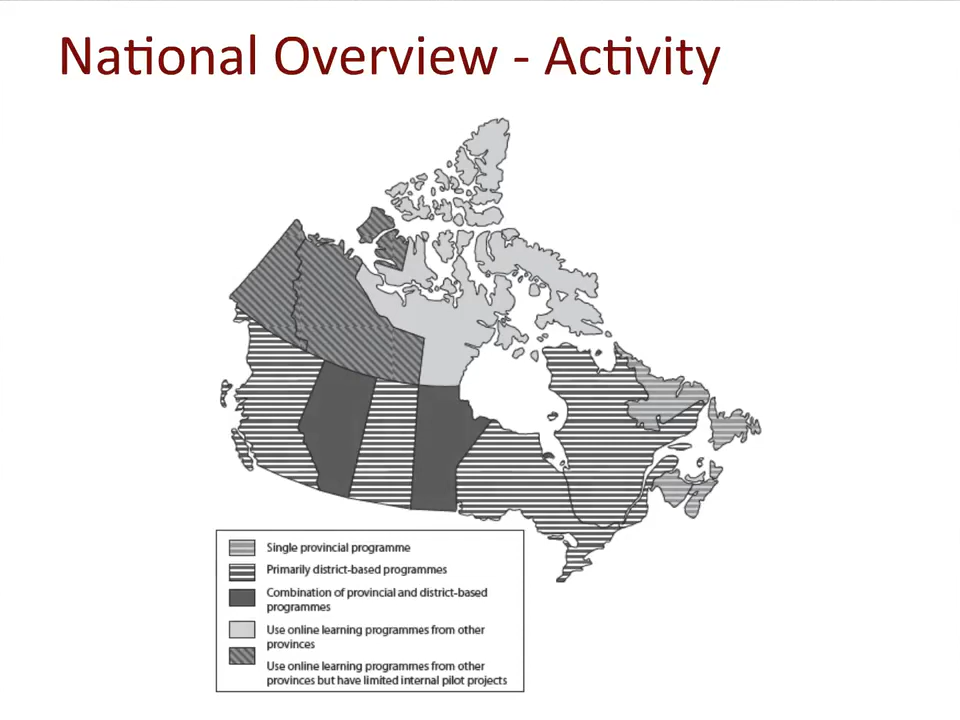 National Overview - Activity
Single provincial programme
Primarily district-based programmes
Combination of provincial and district-based
programmes
Use online learning programmes from other
provinces
Use online learning programmes from other
provinces but have limited internal pilot projects